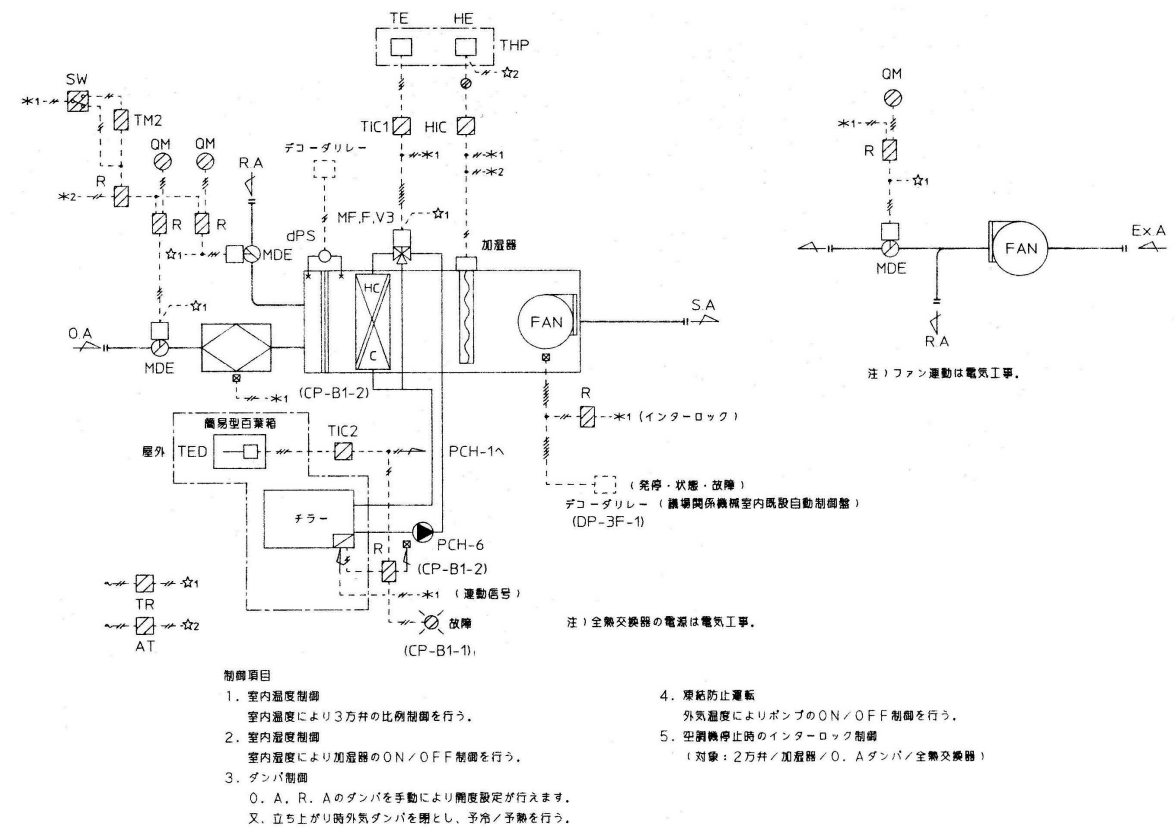 TE
HE
THP
☆2
SW
*1
TM2
TIC1
HIC
QM
QM
デコーダリレー
R.A
*1
*2
R
*2
R
R
MF.F.V3
☆1
dPS
☆1
MDE
加湿器
☆1
HC
C
FAN
S.A
O.A
MDE
(CP-B1-2)
*1
R
*1 (インターロック)
簡易型百葉箱
屋外
TED
TIC2
PCH-1へ
チラー
(発停・状態・故障)
デコーダリレー (議場関係機械室内既設自動制御盤)
(DP-3F-1)
R
PCH-6
(CP-B1-2)
*1 (運動信号)
☆1
TR
☆2
AT
故障
(CP-B1-1)
QM
*1
R
☆1
MDE
FAN
Ex.A
R.A
注)ファン運動は電気工事.
注)全熱交換器の電源は電気工事.
制御項目
1. 室内温度制御
室内温度により3方弁の比例制御を行う.
2. 室内湿度制御
室内湿度により加湿器のON/OFF制御を行う.
3. ダンパ制御
O. A, R. Aのダンパを手動により開度設定が行えます.
又、立ち上がり時外気ダンパを閉とし、予冷/予熱を行う.
4. 凍結防止運転
外気温度によりポンプのON/OFF制御を行う.
5. 空調機停止時のインターロック制御
(対象:2方弁/加湿器/O. Aダンパ/全熱交換器)